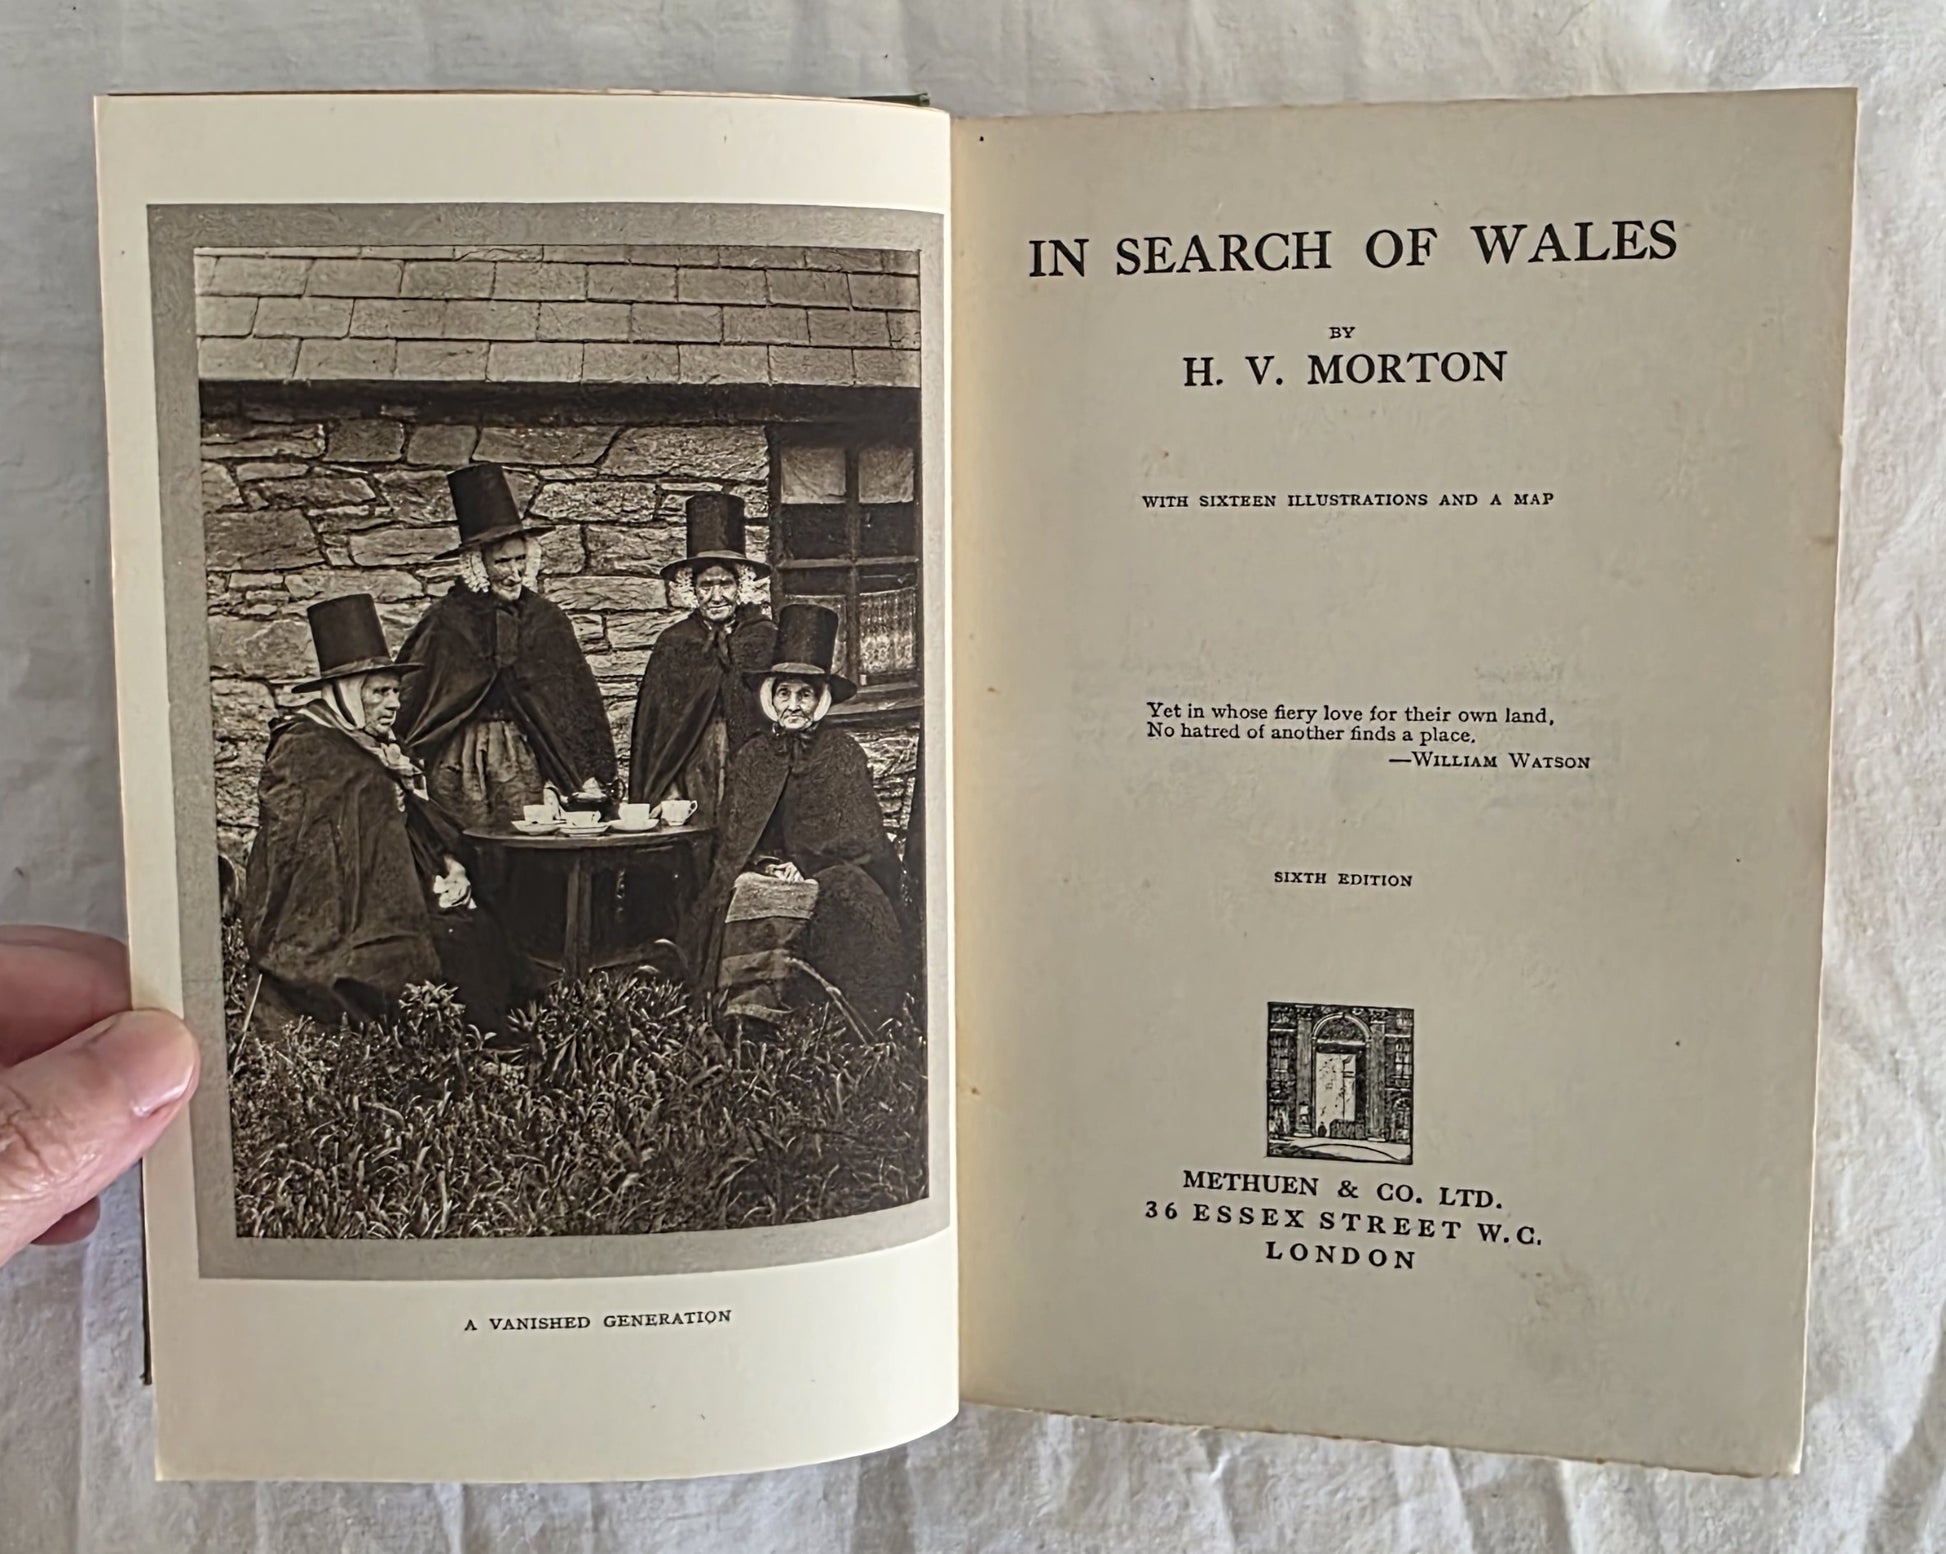 A VANISHED GENERATION
IN SEARCH OF WALES
BY
H. V. MORTON
WITH SIXTEEN ILLUSTRATIONS AND A MAP
Yet in whose fiery love for their own land,
No hatred of another finds a place.
—WILLIAM WATSON
SIXTH EDITION
METHUEN & CO. LTD.
36 ESSEX STREET W.C.
LONDON